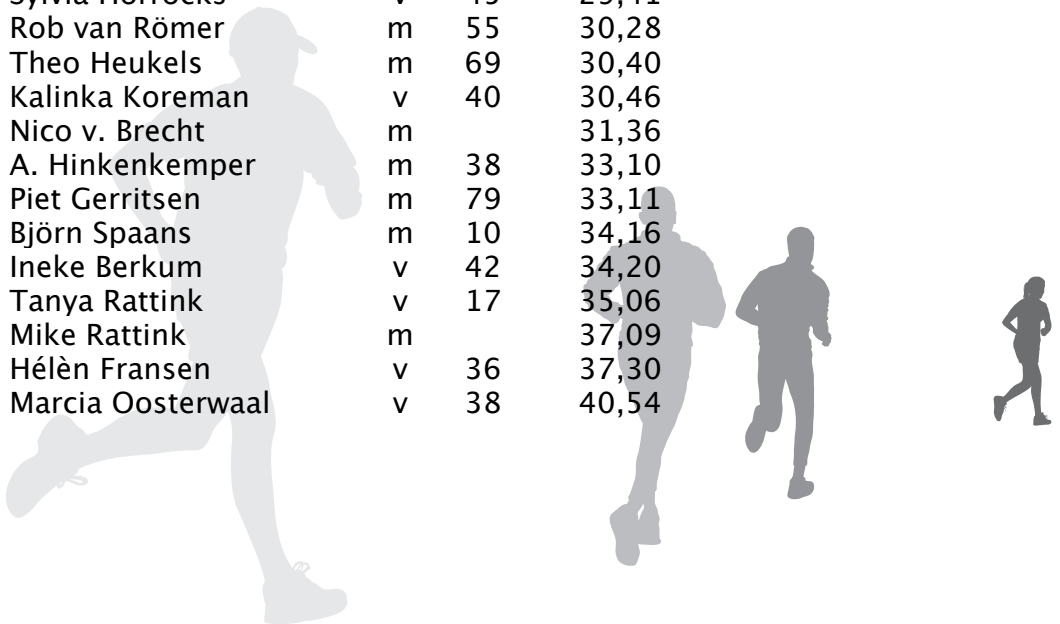 Rob van Römer m 55 30,28
Theo Heukels m 69 30,40
Kalinka Koreman v 40 30,46
Nico v. Brecht m 31,36
A. Hinkenkemper m 38 33,10
Piet Gerritsen m 79 33,11
Björn Spaans m 10 34,16
Ineke Berkum v 42 34,20
Tanya Rattink v 17 35,06
Mike Rattink m 37,09
Hélèn Fransen v 36 37,30
Marcia Oosterwaal v 38 40,54